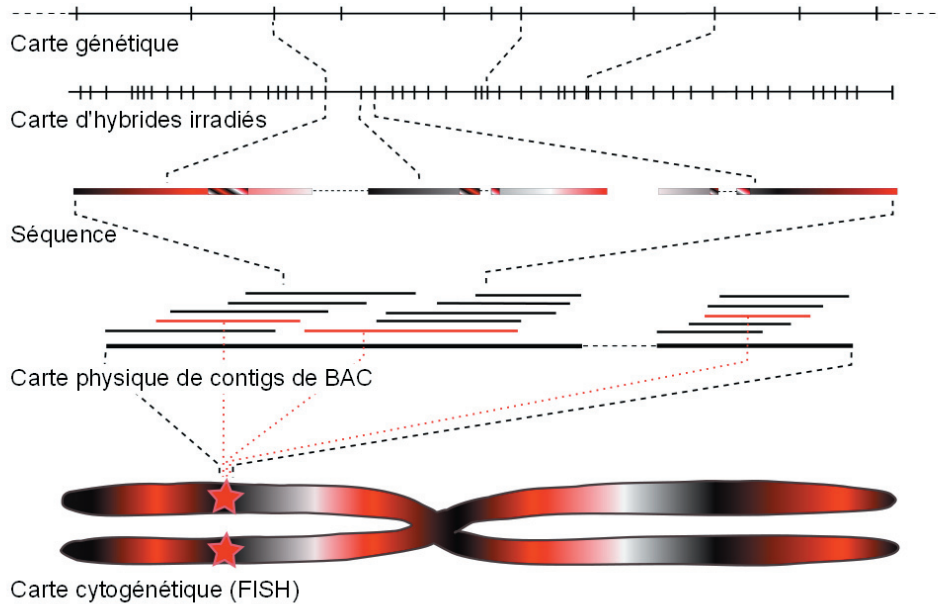 Carte génétique
Carte d'hybrides irradiés
Séquence
Carte physique de contigs de BAC
Carte cytogénétique (FISH)